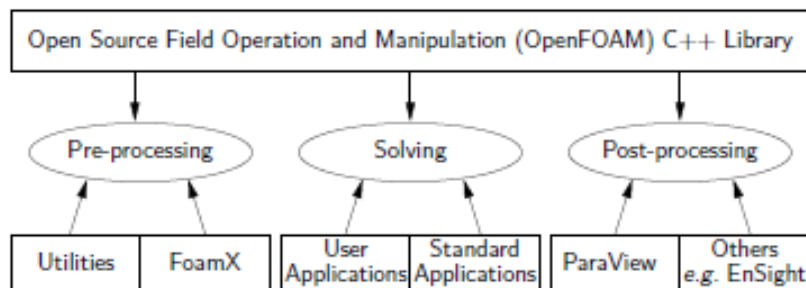 Open Source Field Operation and Manipulation (OpenFOAM) C++ Library
Pre-processing
Solving
Post-processing
Utilities
FoamX
User
Applications
Standard
Applications
ParaView
Others
e.g. EnSight